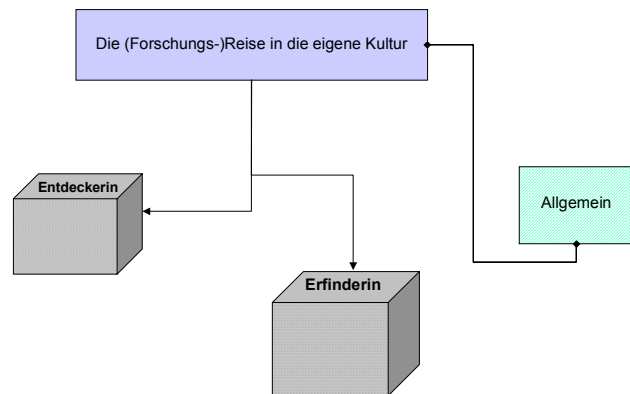 Die (Forschungs-)Reise in die eigene Kultur
Entdeckerin
Allgemein
Erfinderin